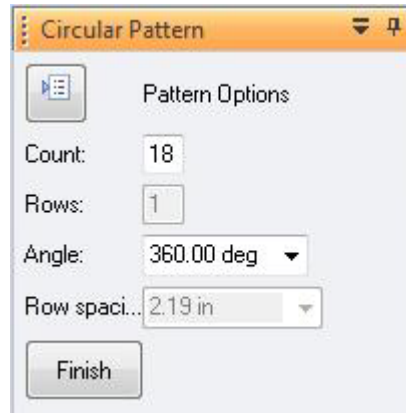 Circular Pattern
Pattern Options
Count: 18
Rows: 1
Angle: 360.00 deg
Row spaci... 2.19 in
Finish